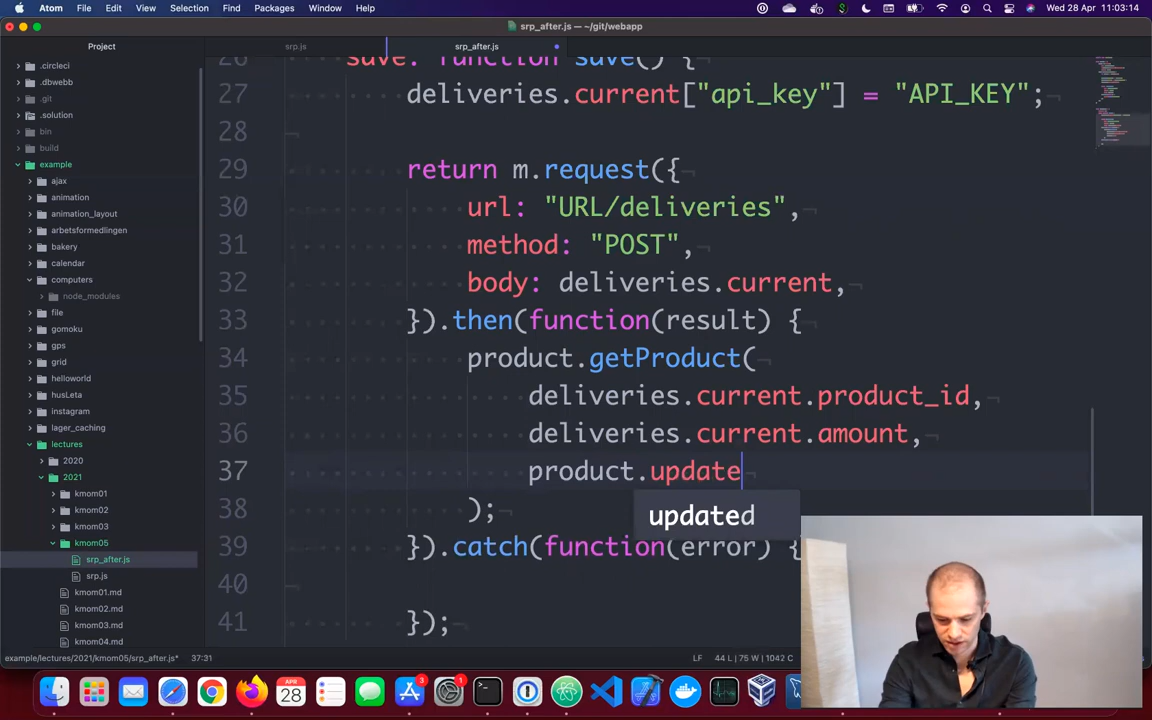 Atom File Edit View Selection Find Packages Window Help Wed 28 Apr 11:03:14
srp_after.js — ~/git/webapp
Project srp.js srp_after.js
.circleci
.dbwebb
.git
.solution
bin
build
example
ajax
animation
animation_layout
arbetsformedlingen
bakery
calendar
computers
node_modules
file
gomoku
gps
grid
helloworld
husLeta
instagram
lager_caching
lectures
2020
2021
kmom01
kmom02
kmom03
kmom05
srp_after.js
srp.js
kmom01.md
kmom02.md
kmom03.md
kmom04.md
26 save: function save() {
27 deliveries.current["api_key"] = "API_KEY";
28
29 return m.request({
30 url: "URL/deliveries",
31 method: "POST",
32 body: deliveries.current,
33 }).then(function(result) {
34 product.getProduct(
35 deliveries.current.product_id,
36 deliveries.current.amount,
37 product.update
updated
38 );
39 }).catch(function(error) {
40
41 });
example/lectures/2021/kmom05/srp_after.js* 37:31 LF 44 L | 75 W | 1042 C
APR
28
3
1